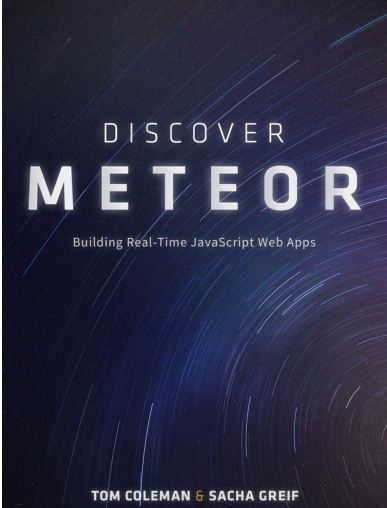 DISCOVER
METEOR
Building Real-Time JavaScript Web Apps
TOM COLEMAN & SACHA GREIF